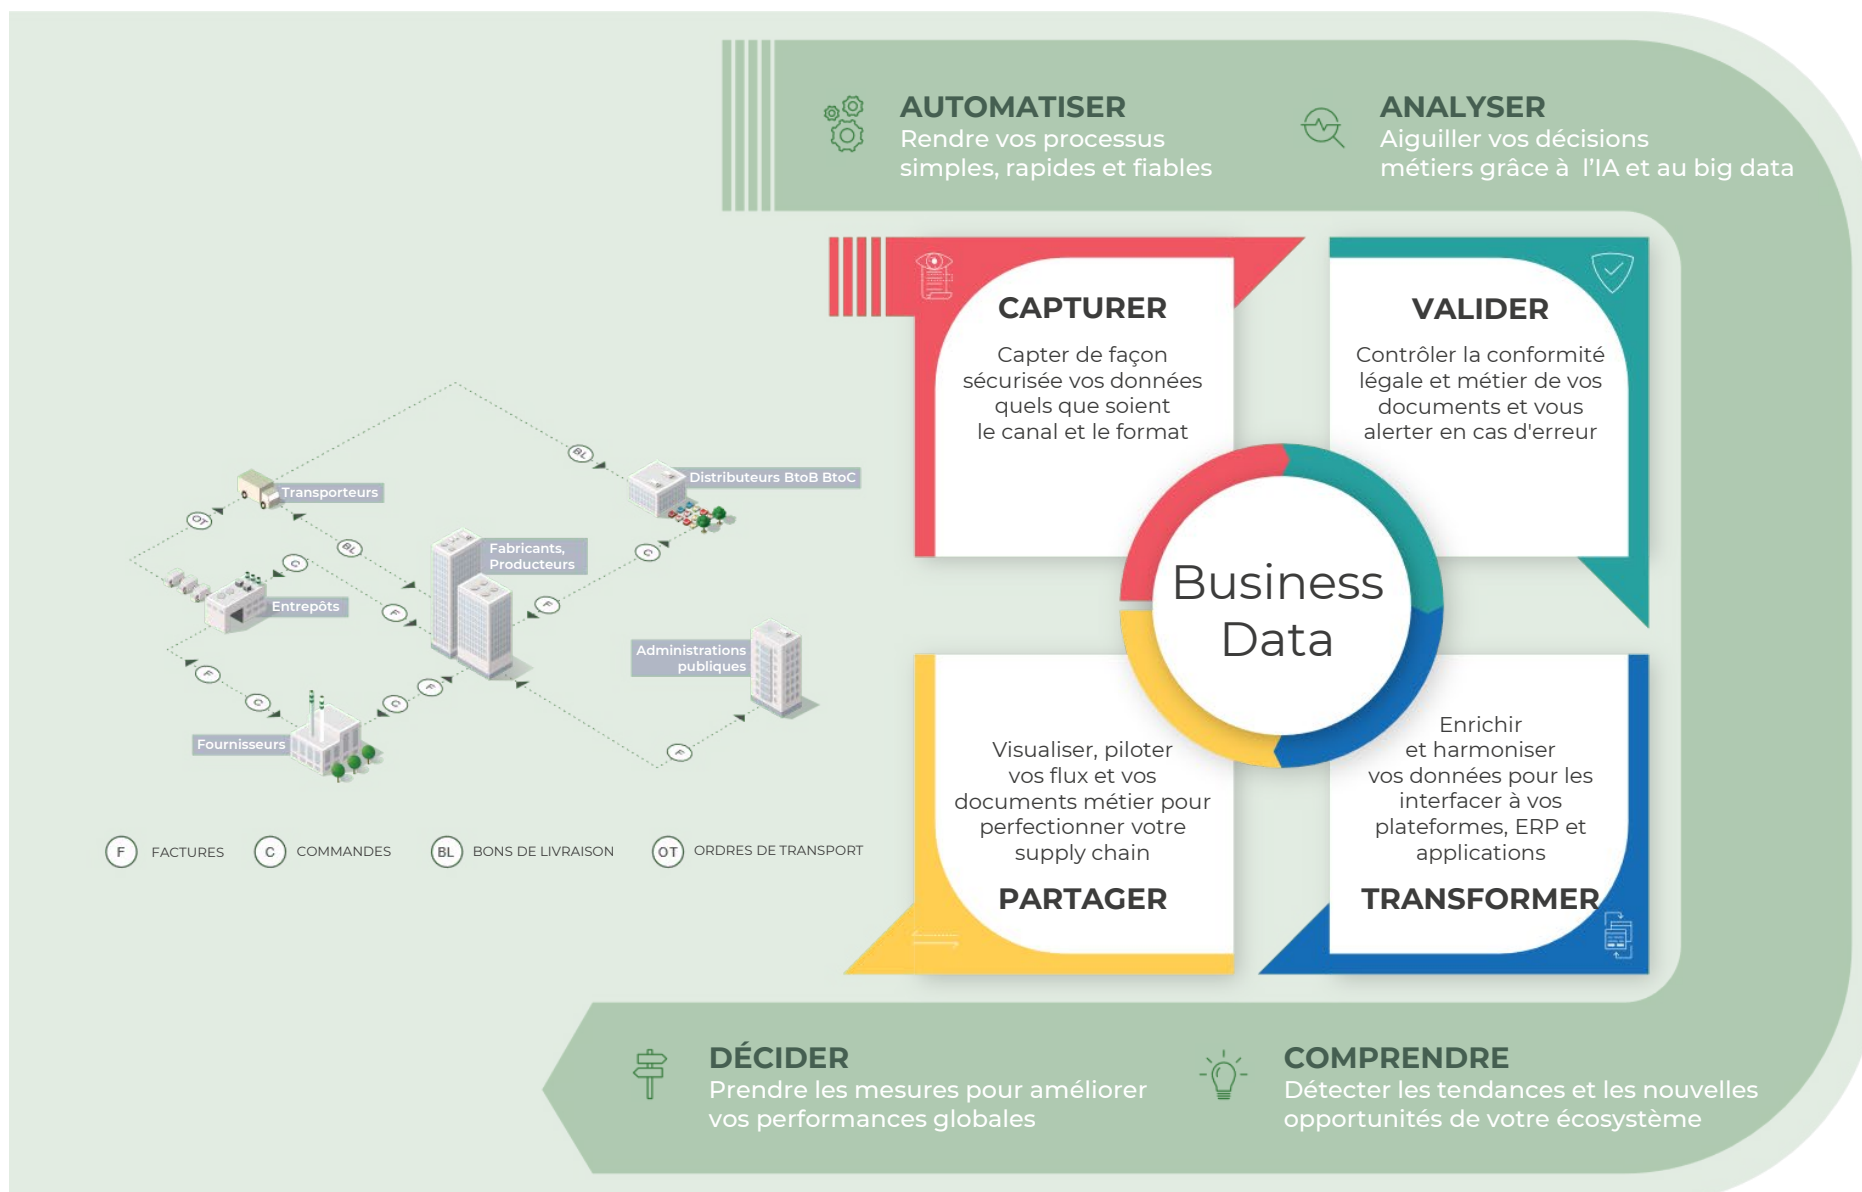 AUTOMATISER
Rendre vos processus
simples, rapides et fiables
ANALYSER
Aiguiller vos décisions
métiers grâce à l'IA et au big data
CAPTURER
Capter de façon
sécurisée vos données
quels que soient
le canal et le format
VALIDER
Contrôler la conformité
légale et métier de vos
documents et vous
alerter en cas d'erreur
Business
Data
Visualiser, piloter
vos flux et vos
documents métier pour
perfectionner votre
supply chain
PARTAGER
Enrichir
et harmoniser
vos données pour les
interfacer à vos
plateformes, ERP et
applications
TRANSFORMER
BL
Distributeurs BtoB BtoC
Transporteurs
OT
BL
Fabricants,
Producteurs
C
C
Entrepôts
F
F
Administrations
publiques
F
F
C
C
Fournisseurs
F
F FACTURES
C COMMANDES
BL BONS DE LIVRAISON
OT ORDRES DE TRANSPORT
DÉCIDER
Prendre les mesures pour améliorer
vos performances globales
COMPRENDRE
Détecter les tendances et les nouvelles
opportunités de votre écosystème